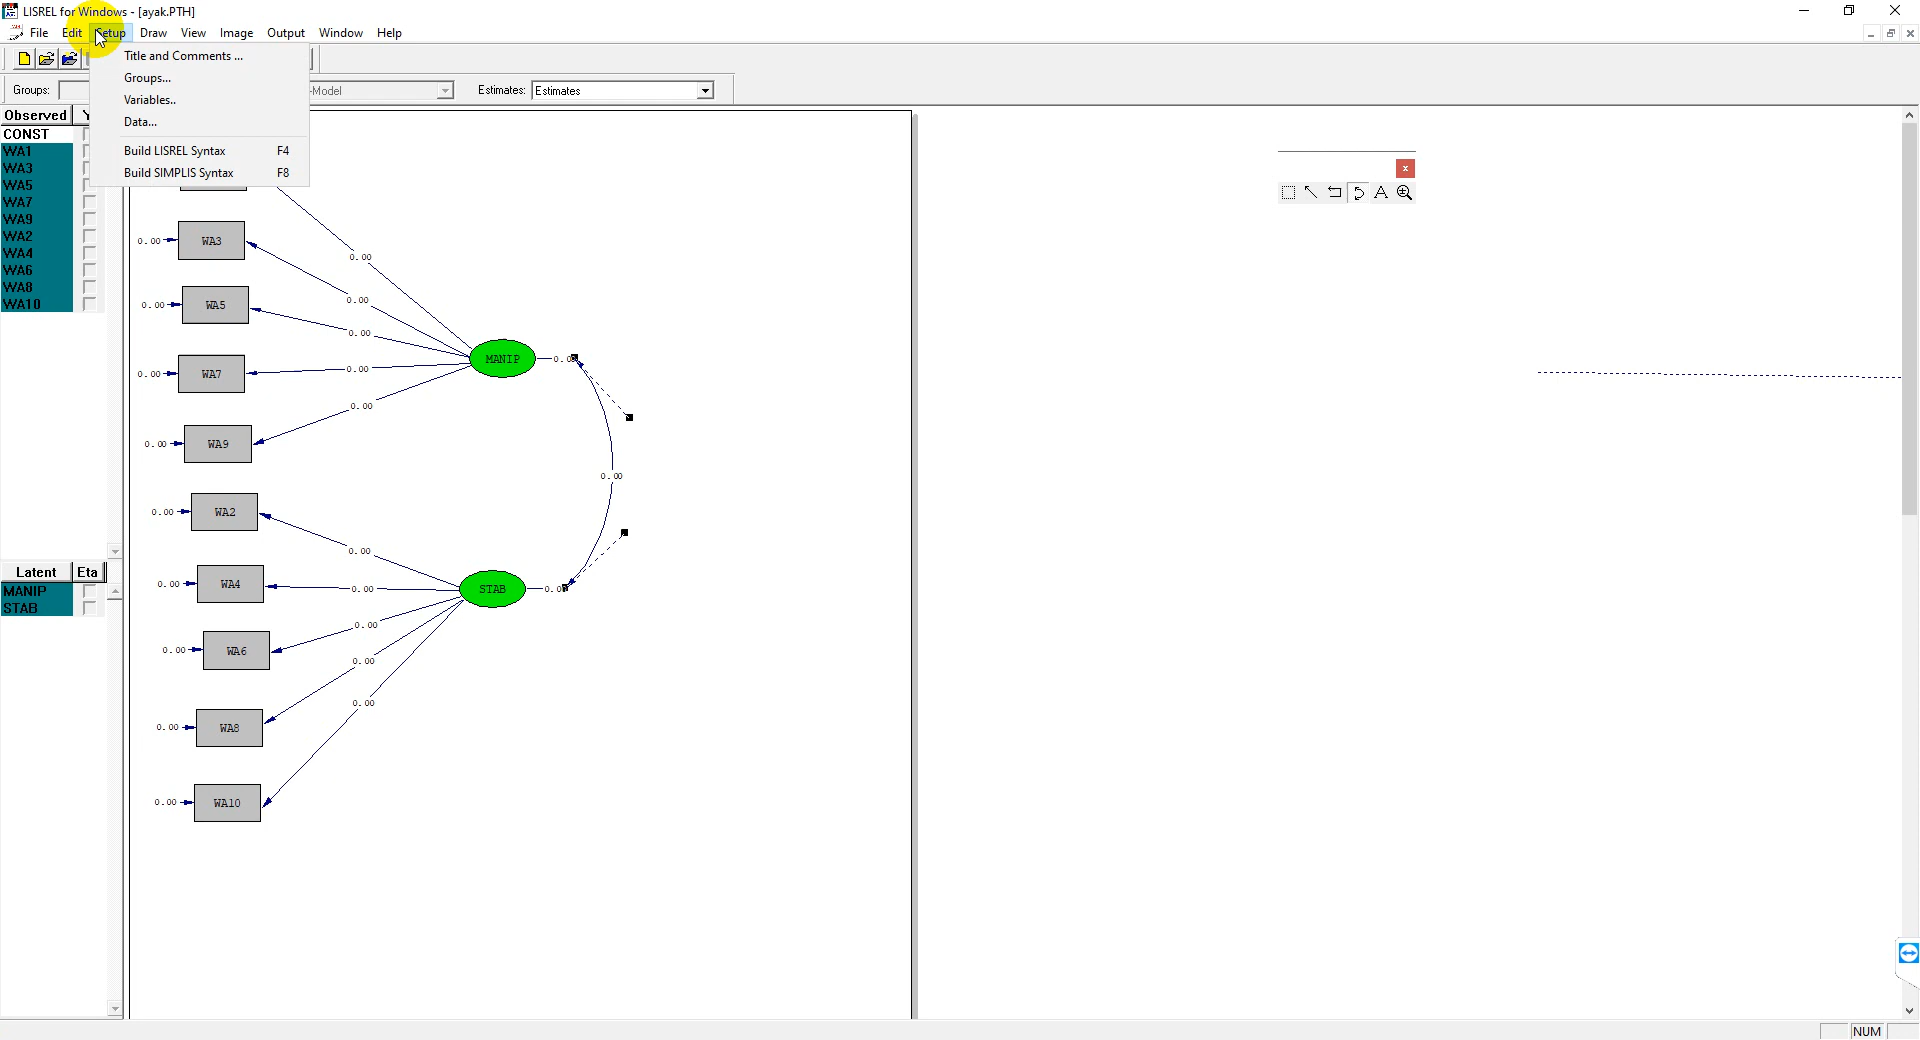 LISREL for Windows - [ayak.PTH]
File Edit Setup Draw View Image Output Window Help
Title and Comments ...
Groups...
Variables..
Data...
Build LISREL Syntax F4
Build SIMPLIS Syntax F8
Groups: -Model Estimates: Estimates
Observed Y
CONST
WA1
WA3
WA5
WA7
WA9
WA2
WA4
WA6
WA8
WA10
Latent Eta
MANIP
STAB
0.00 WA3
0.00 WA5
0.00 WA7
0.00 WA9
0.00 WA2
0.00 WA4
0.00 WA6
0.00 WA8
0.00 WA10
0.00
0.00
0.00
0.00
0.00
0.00
0.00
0.00
0.00
0.00
MANIP
STAB
0.00
A
x
NUM